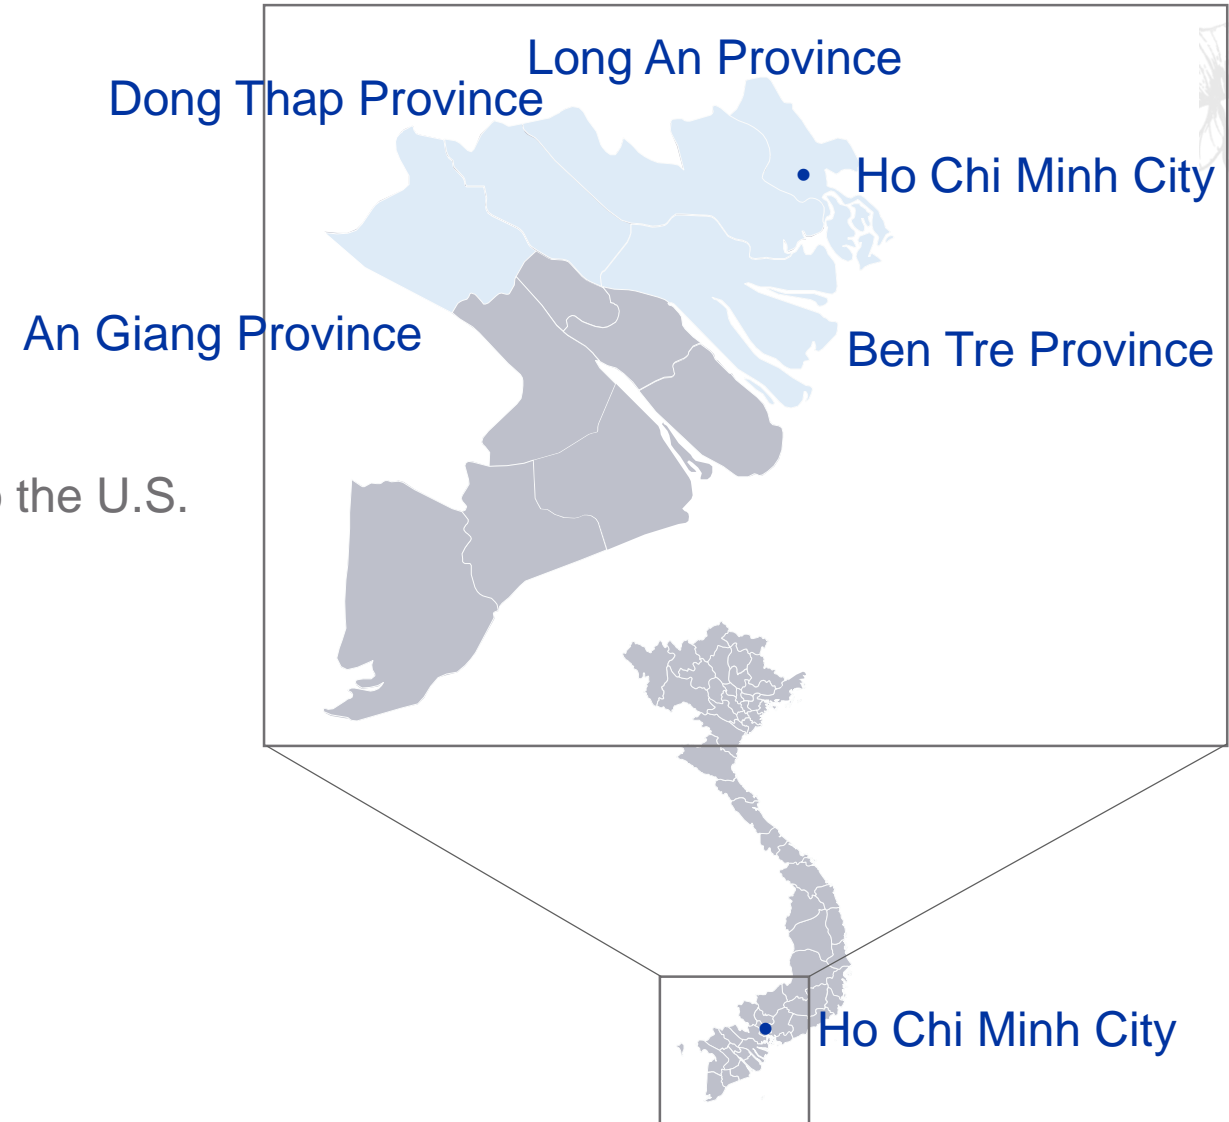 Long An Province
Dong Thap Province
Ho Chi Minh City
An Giang Province
Ben Tre Province
the U.S.
Ho Chi Minh City